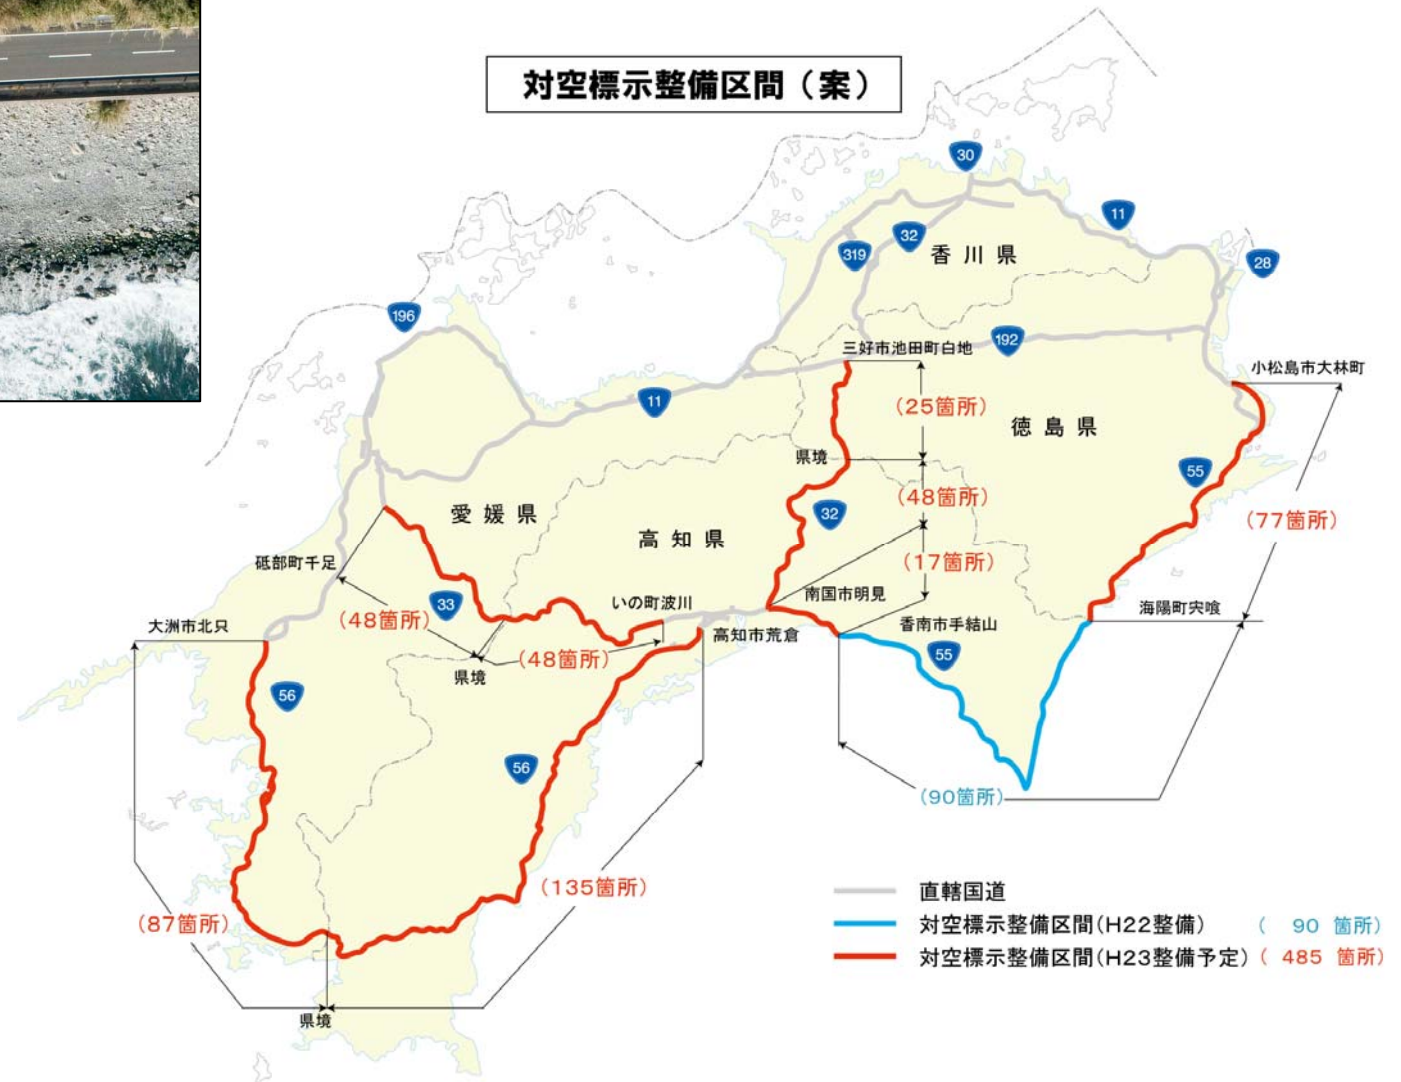 対空標示整備区間（案）
30
11
32
319
香川県
28
196
192
三好市池田町白地
小松島市大林町
11
(25箇所)
徳島県
県境
55
(48箇所)
愛媛県
32
高知県
(77箇所)
砥部町千足
(17箇所)
南国市明見
33
いの町波川
海陽町宍喰
(48箇所)
大洲市北只
高知市荒倉
香南市手結山
(48箇所)
55
県境
56
56
(90箇所)
(135箇所)
直轄国道
(87箇所)
対空標示整備区間(H22整備) ( 90 箇所)
対空標示整備区間(H23整備予定) ( 485 箇所)
県境